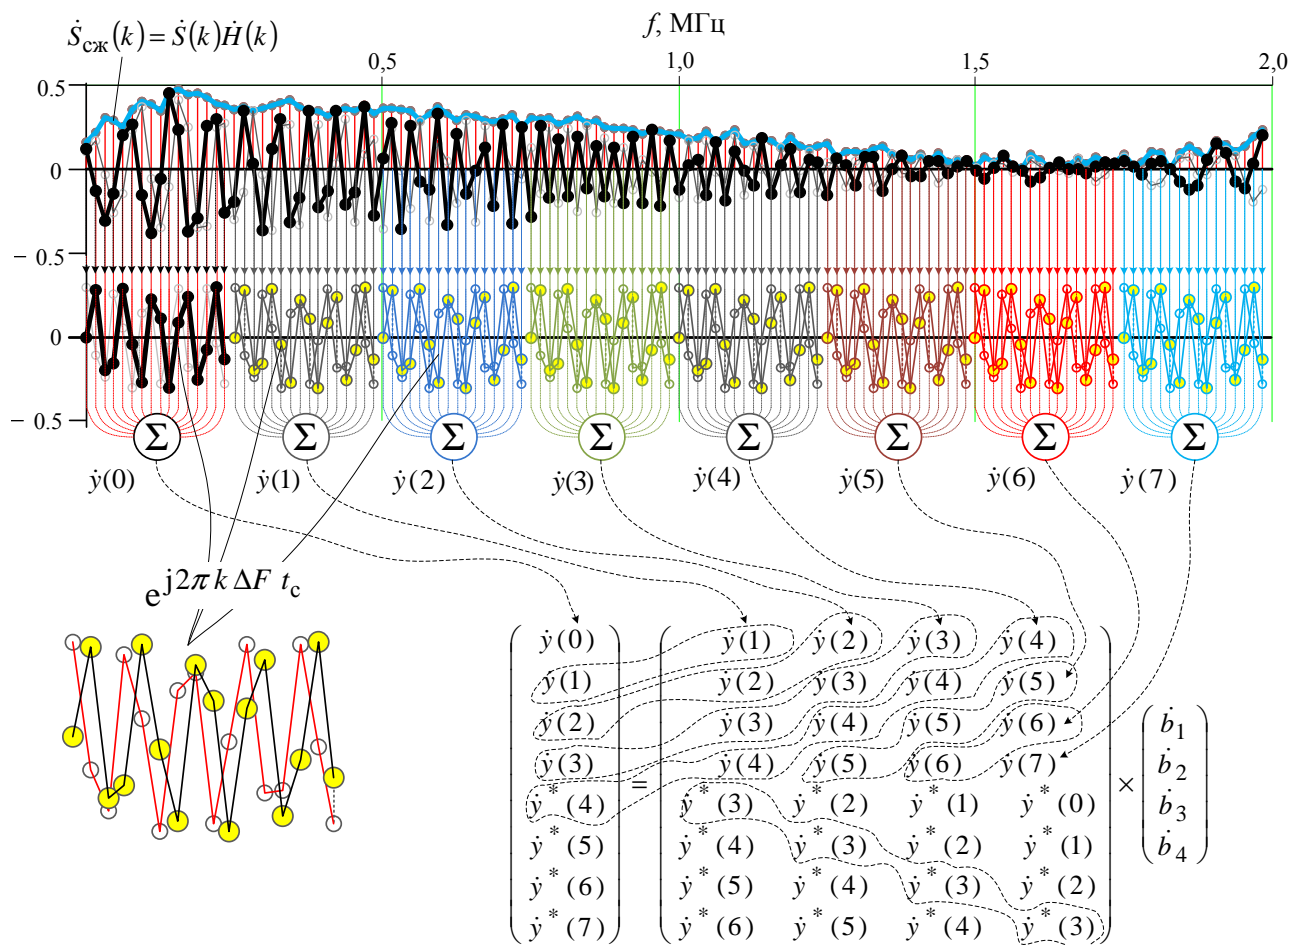 Ṡсж(k) = Ṡ(k)Ḣ(k)
f, МГц
0,5 1,0 1,5 2,0
0.5
0
− 0.5
0
− 0.5
Σ Σ Σ Σ Σ Σ Σ Σ
ẏ(0) ẏ(1) ẏ(2) ẏ(3) ẏ(4) ẏ(5) ẏ(6) ẏ(7)
e^j2π k ΔF tс
ẏ(0) ẏ(1) ẏ(2) ẏ(3) ẏ(4)
ẏ(1) ẏ(2) ẏ(3) ẏ(4) ẏ(5)
ẏ(2) ẏ(3) ẏ(4) ẏ(5) ẏ(6)
ẏ(3) = ẏ(4) ẏ(5) ẏ(6) ẏ(7) ×
ẏ*(4) ẏ*(3) ẏ*(2) ẏ*(1) ẏ*(0)
ẏ*(5) ẏ*(4) ẏ*(3) ẏ*(2) ẏ*(1)
ẏ*(6) ẏ*(5) ẏ*(4) ẏ*(3) ẏ*(2)
ẏ*(7) ẏ*(6) ẏ*(5) ẏ*(4) ẏ*(3)
ḃ1
ḃ2
ḃ3
ḃ4